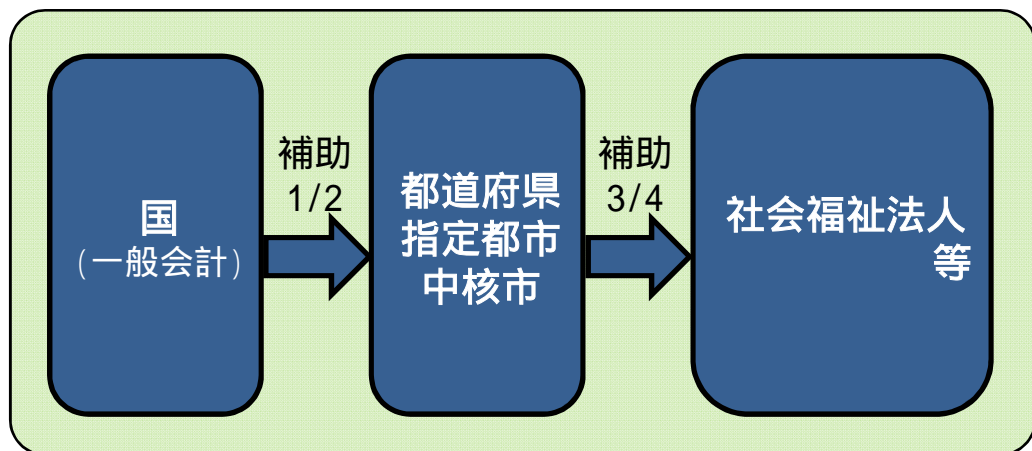 国
(一般会計)
補助
1/2
都道府県
指定都市
中核市
補助
3/4
社会福祉法人
等